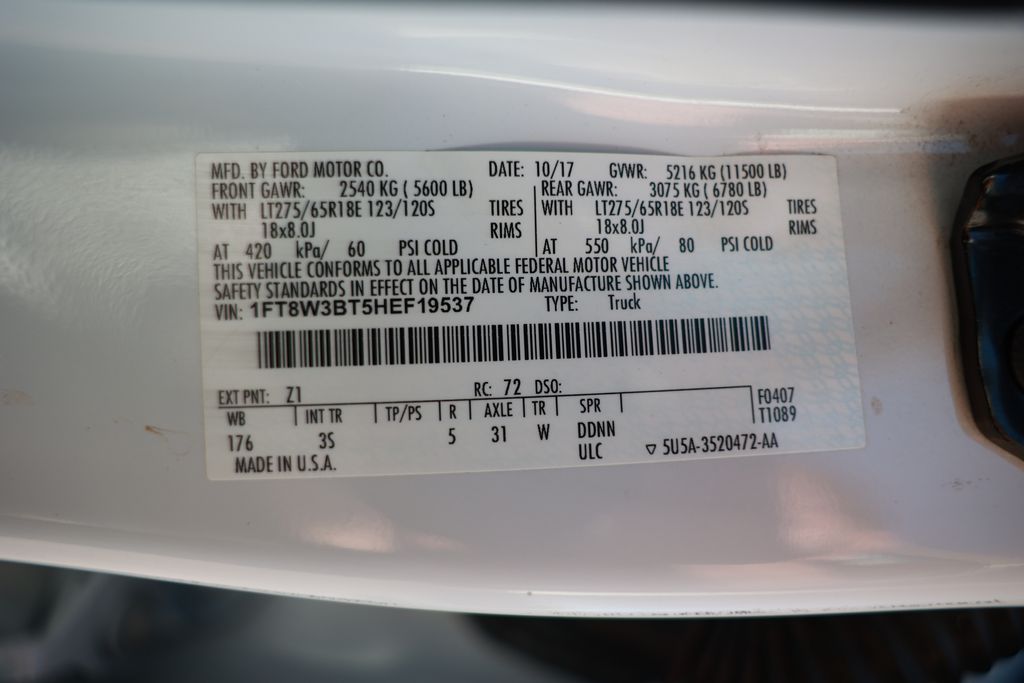 MFD. BY FORD MOTOR CO. DATE: 10/17 GVWR: 5216 KG (11500 LB)
FRONT GAWR: 2540 KG ( 5600 LB) REAR GAWR: 3075 KG ( 6780 LB)
WITH LT275/65R18E 123/120S TIRES WITH LT275/65R18E 123/120S TIRES
18x8.0J RIMS 18x8.0J RIMS
AT 420 kPa/ 60 PSI COLD AT 550 kPa/ 80 PSI COLD
THIS VEHICLE CONFORMS TO ALL APPLICABLE FEDERAL MOTOR VEHICLE
SAFETY STANDARDS IN EFFECT ON THE DATE OF MANUFACTURE SHOWN ABOVE.
VIN: 1FT8W3BT5HEF19537 TYPE: Truck
EXT PNT: Z1 RC: 72 DSO:
WB INT TR TP/PS R AXLE TR SPR F0407
T1089
176 3S 5 31 W DDNN
ULC ▽ 5U5A-3520472-AA
MADE IN U.S.A.